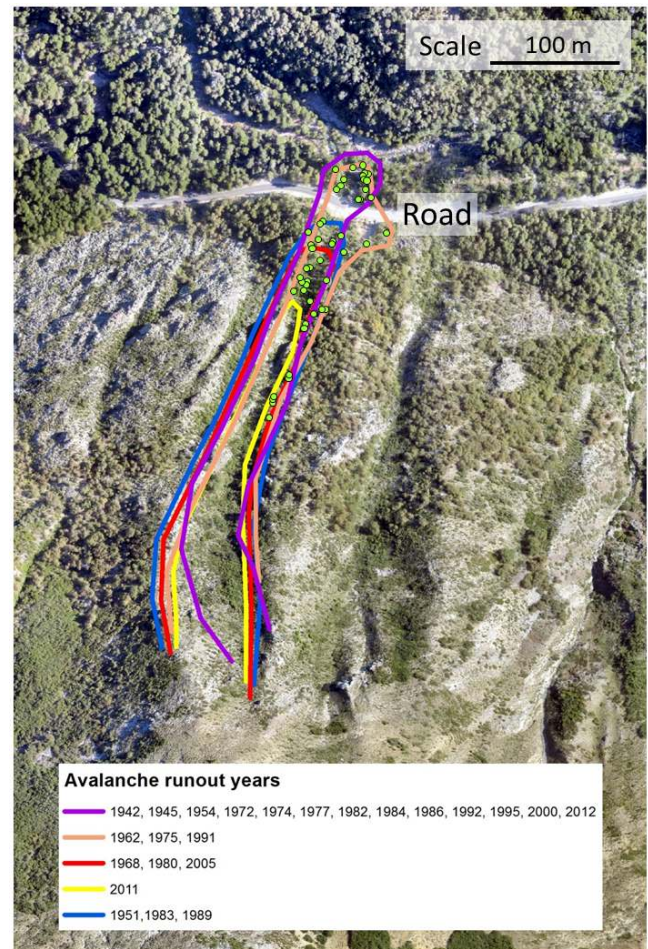 Scale 100 m
Road
Avalanche runout years
1942, 1945, 1954, 1972, 1974, 1977, 1982, 1984, 1986, 1992, 1995, 2000, 2012
1962, 1975, 1991
1968, 1980, 2005
2011
1951,1983, 1989